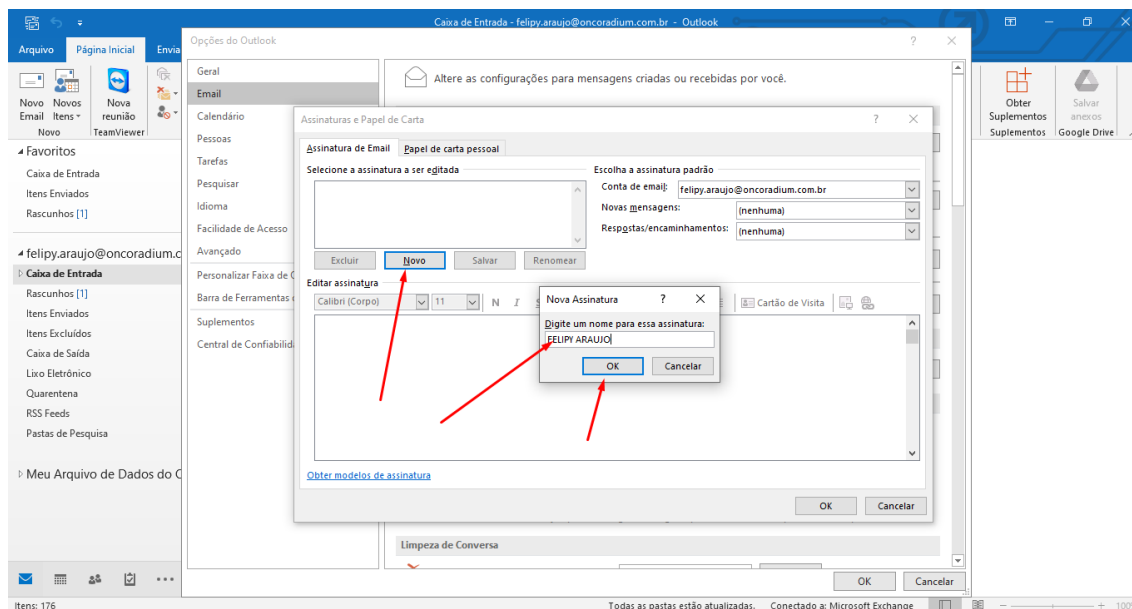 Caixa de Entrada - felipy.araujo@oncoradium.com.br - Outlook
Arquivo
Página Inicial
Envia
Novo Email
Novos Itens
Nova reunião
Novo
TeamViewer
Obter Suplementos
Salvar anexos
Suplementos
Google Drive
Favoritos
Caixa de Entrada
Itens Enviados
Rascunhos [1]
felipy.araujo@oncoradium.c
Caixa de Entrada
Rascunhos [1]
Itens Enviados
Itens Excluídos
Caixa de Saída
Lixo Eletrônico
Quarentena
RSS Feeds
Pastas de Pesquisa
Meu Arquivo de Dados do O
Opções do Outlook
?
Geral
Email
Calendário
Pessoas
Tarefas
Pesquisar
Idioma
Facilidade de Acesso
Avançado
Personalizar Faixa de O
Barra de Ferramentas
Suplementos
Central de Confiabilid
Altere as configurações para mensagens criadas ou recebidas por você.
Assinaturas e Papel de Carta
?
Assinatura de Email
Papel de carta pessoal
Selecione a assinatura a ser editada
Escolha a assinatura padrão
Conta de email: felipy.araujo@oncoradium.com.br
Novas mensagens: (nenhuma)
Respostas/encaminhamentos: (nenhuma)
Excluir
Novo
Salvar
Renomear
Editar assinatura
Calibri (Corpo)
11
N
I
S
Cartão de Visita
Nova Assinatura
?
Digite um nome para essa assinatura:
FELIPY ARAUJO
OK
Cancelar
Obter modelos de assinatura
OK
Cancelar
Limpeza de Conversa
OK
Cancelar
Itens: 176
Todas as pastas estão atualizadas.
Conectado a: Microsoft Exchange
100%